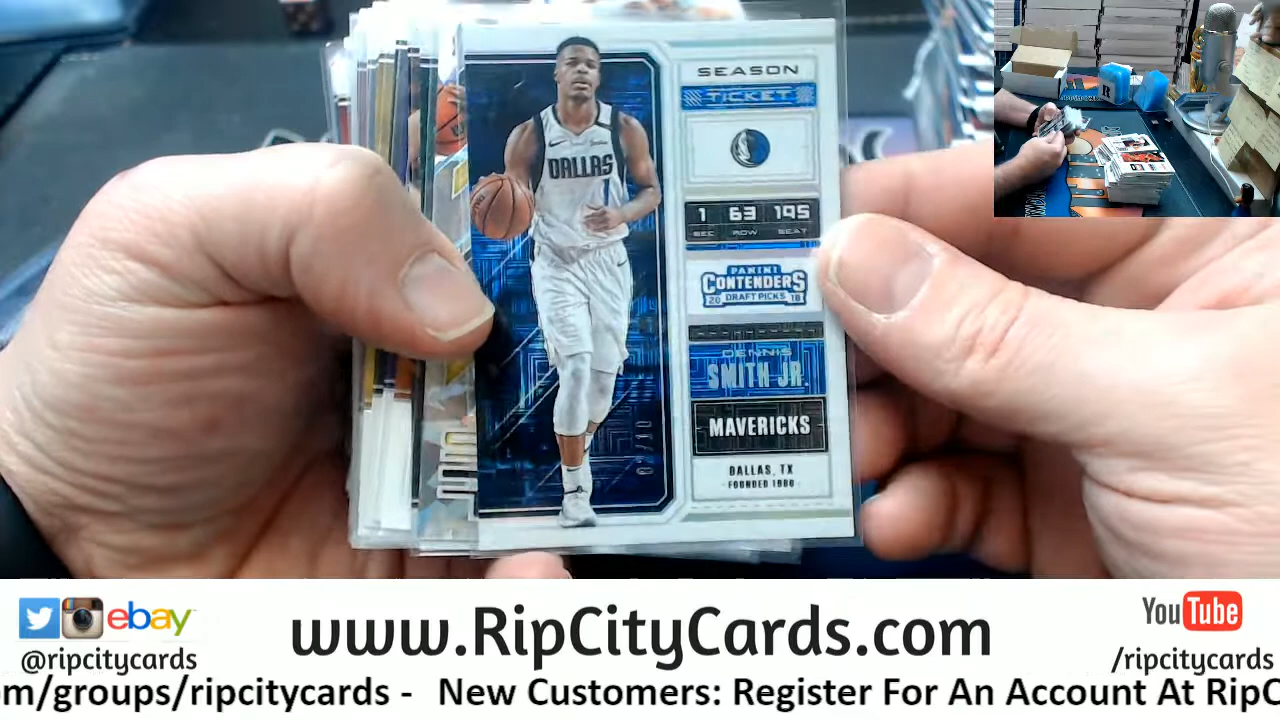 SEASON
TICKET
DALLAS
1
1 63 195
SEC ROW SEAT
PANINI
CONTENDERS
20 DRAFT PICKS 18
DENNIS
SMITH JR.
MAVERICKS
DALLAS, TX
FOUNDED 1980
ebay
@ripcitycards
www.RipCityCards.com
YouTube
/ripcitycards
om/groups/ripcitycards - New Customers: Register For An Account At RipC